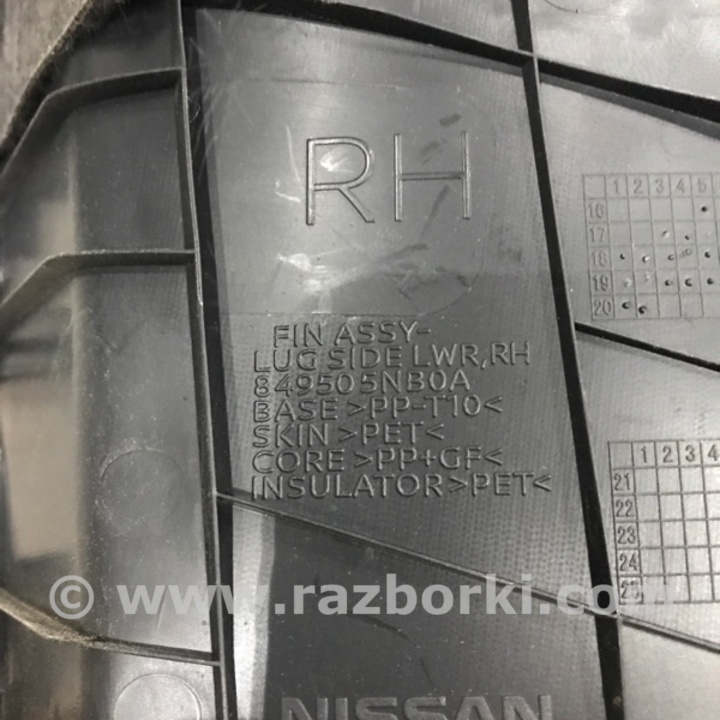 RH
1 2 3 4 5
16
17
18
19
20
FIN ASSY-
LUG SIDE LWR,RH
849505NB0A
BASE >PP-T10<
SKIN >PET<
CORE >PP+GF<
INSULATOR>PET<
1 2 3 4
21
22
23
24
25
© www.razborki.com
NISSAN